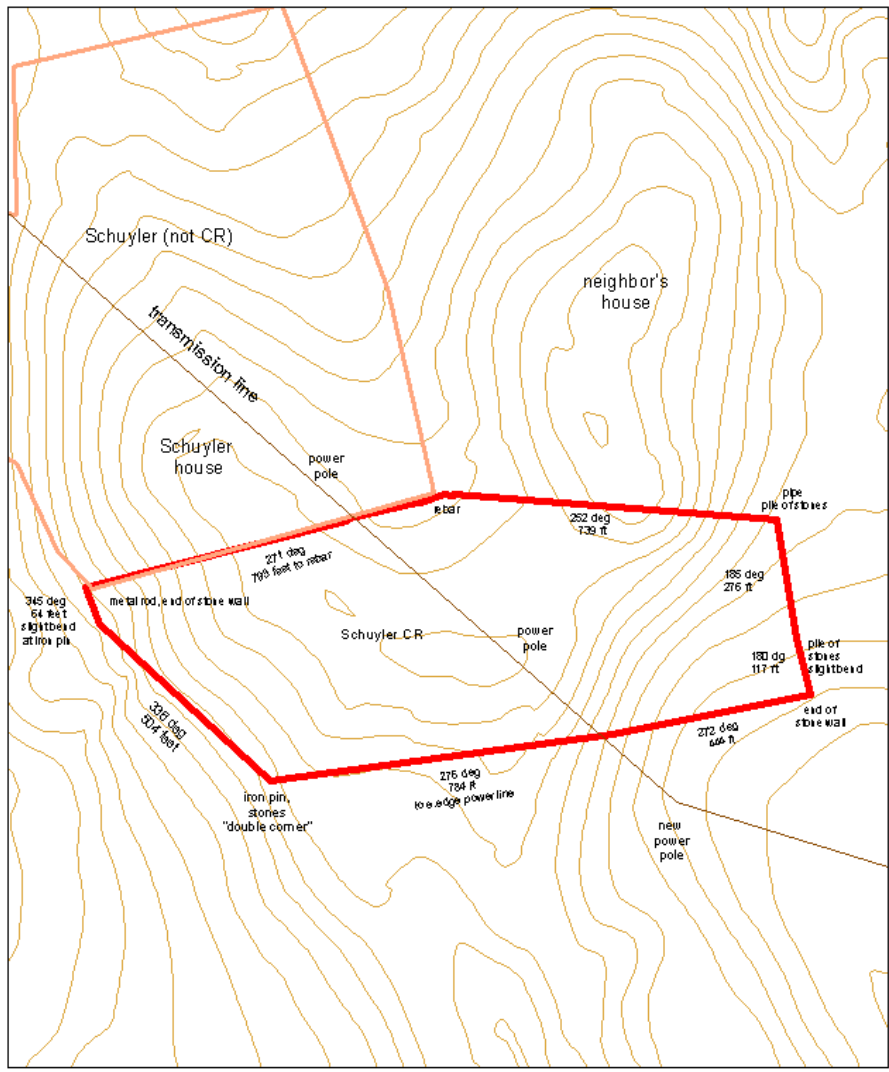 Schuyler (not CR)
neighbor's
house
transmission line
Schuyler
house
power
pole
pipe
pile of stones
rebar
252 deg
739 ft
271 deg
793 feet to rebar
185 deg
276 ft
345 deg
64 feet
slight bend
at iron pin
metal rod, end of stone wall
Schuyler CR
power
pole
180 dg
117 ft
pile of
stones
slight bend
end of
stone wall
336 deg
504 feet
272 deg
444 ft
276 deg
784 ft
to e. edge powerline
iron pin,
stones
"double corner"
new
power
pole